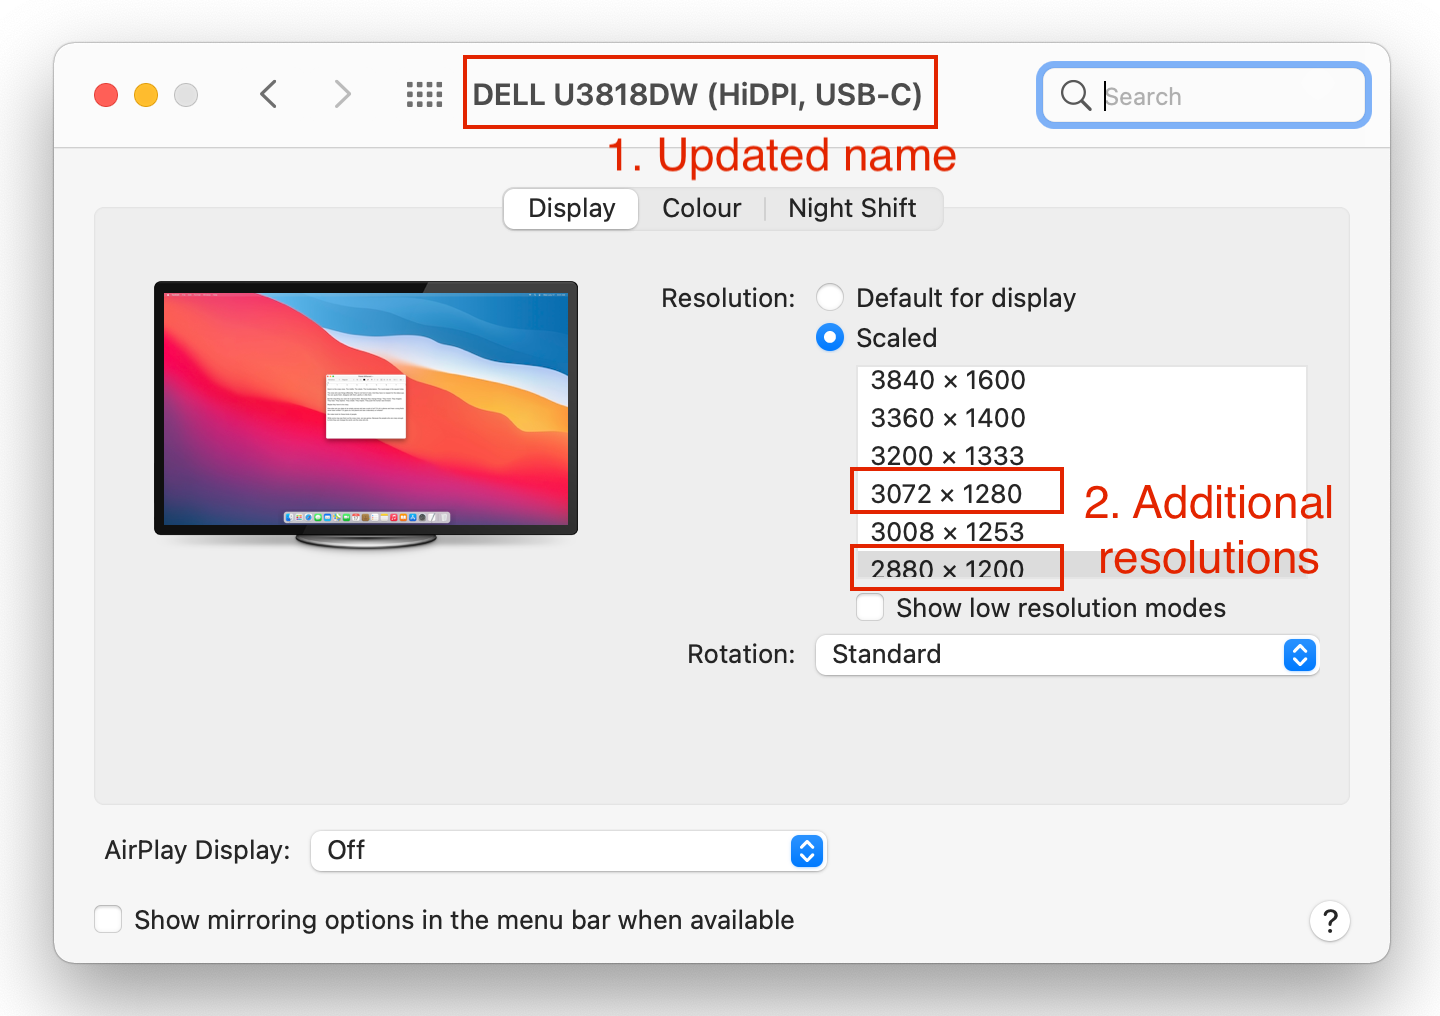 DELL U3818DW (HiDPI, USB-C)
Search
1. Updated name
Display
Colour
Night Shift
Resolution:
Default for display
Scaled
3840 × 1600
3360 × 1400
3200 × 1333
3072 × 1280
2. Additional
3008 × 1253
resolutions
2880 × 1200
Show low resolution modes
Rotation:
Standard
AirPlay Display:
Off
Show mirroring options in the menu bar when available
?